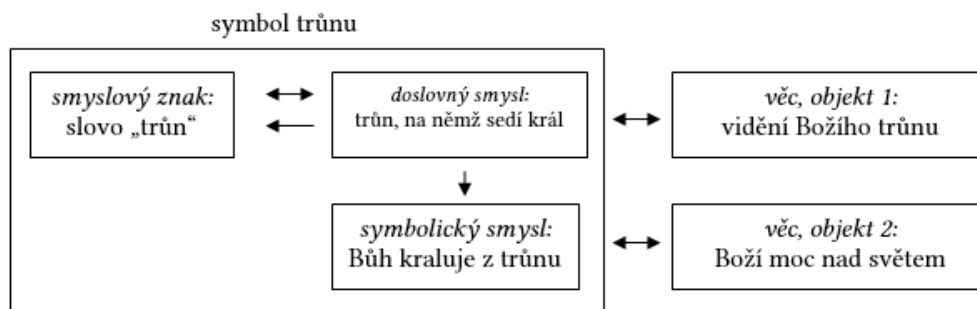 symbol trůnu
smyslový znak:
slovo „trůn“
doslovný smysl:
trůn, na němž sedí král
věc, objekt 1:
vidění Božího trůnu
symbolický smysl:
Bůh kraluje z trůnu
věc, objekt 2:
Boží moc nad světem